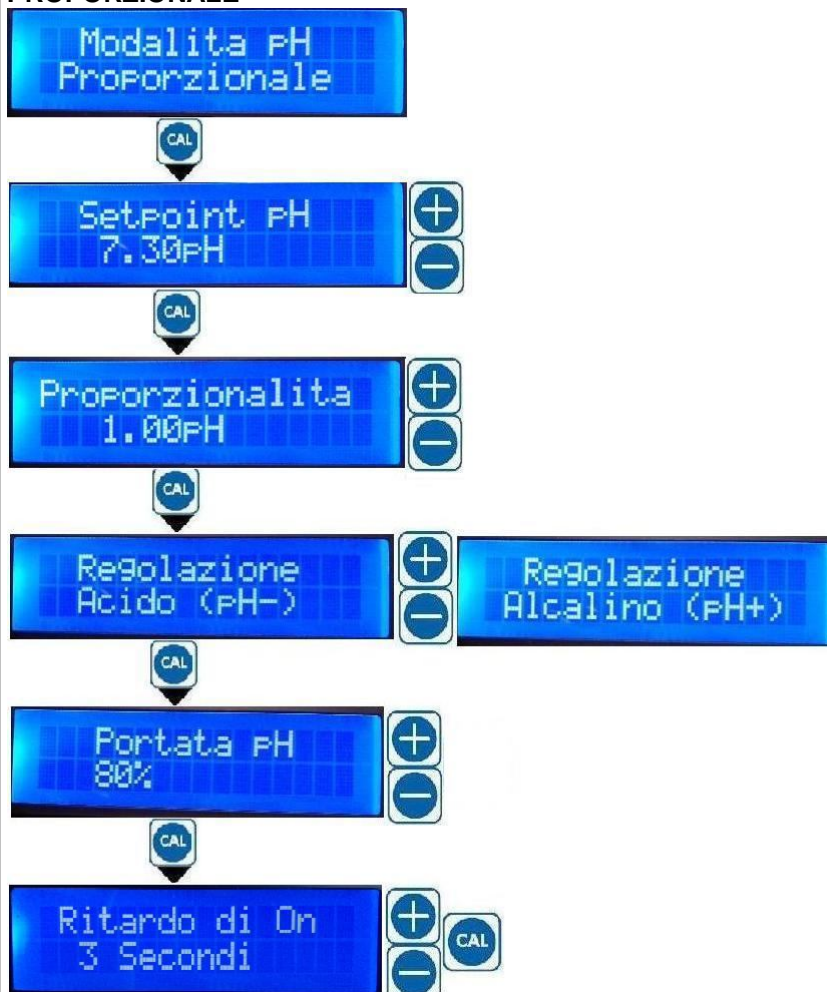 Modalita pH
Proporzionale
CAL
Setpoint pH
7.30pH
CAL
Proporzionalita
1.00pH
CAL
Regolazione
Acido (pH-)
Regolazione
Alcalino (pH+)
CAL
Portata pH
80%
CAL
Ritardo di On
3 Secondi
CAL